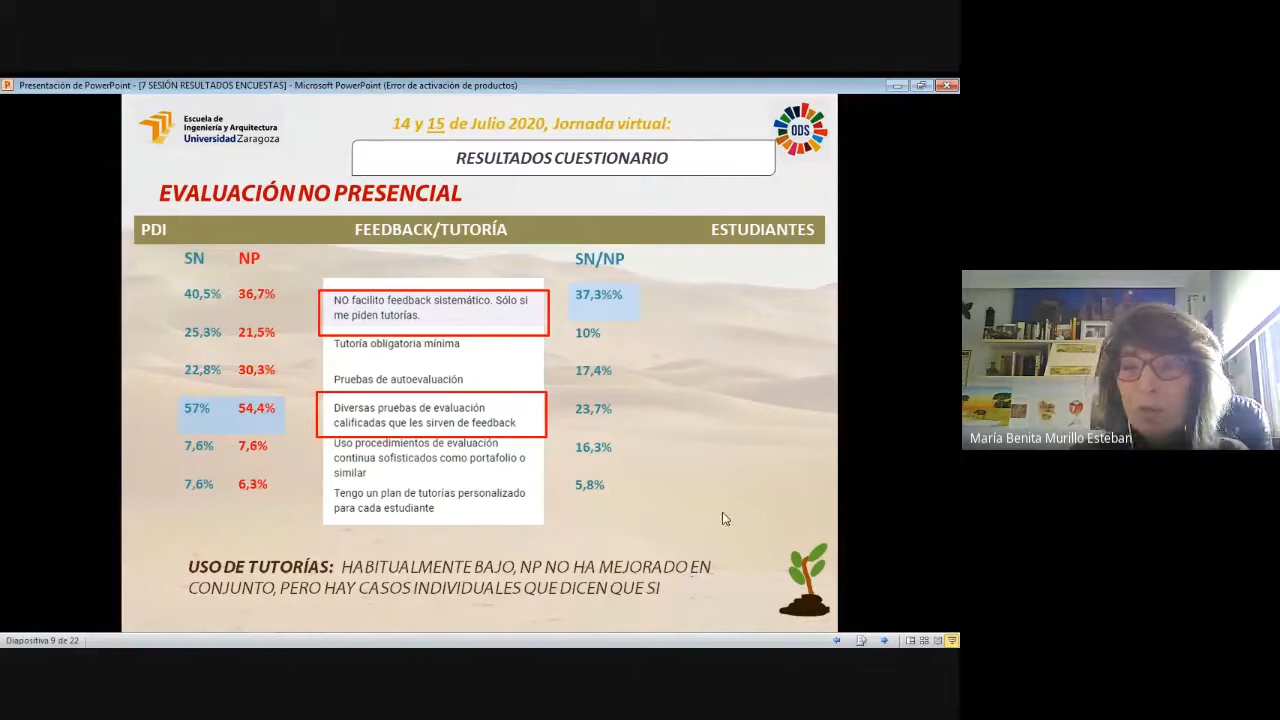 Presentación de PowerPoint - [7 SESIÓN RESULTADOS ENCUESTAS] - Microsoft PowerPoint (Error de activación de productos)
Escuela de
Ingeniería y Arquitectura
Universidad Zaragoza
14 y 15 de Julio 2020, Jornada virtual:
ODS
RESULTADOS CUESTIONARIO
EVALUACIÓN NO PRESENCIAL
PDI FEEDBACK/TUTORÍA ESTUDIANTES
SN NP SN/NP
40,5% 36,7% NO facilito feedback sistemático. Sólo si
me piden tutorías. 37,3%%
25,3% 21,5% Tutoría obligatoria mínima 10%
22,8% 30,3% Pruebas de autoevaluación 17,4%
57% 54,4% Diversas pruebas de evaluación
calificadas que les sirven de feedback 23,7%
7,6% 7,6% Uso procedimientos de evaluación
continua sofisticados como portafolio o
similar 16,3%
7,6% 6,3% Tengo un plan de tutorías personalizado
para cada estudiante 5,8%
USO DE TUTORÍAS: HABITUALMENTE BAJO, NP NO HA MEJORADO EN
CONJUNTO, PERO HAY CASOS INDIVIDUALES QUE DICEN QUE SI
Diapositiva 9 de 22
María Benita Murillo Esteban